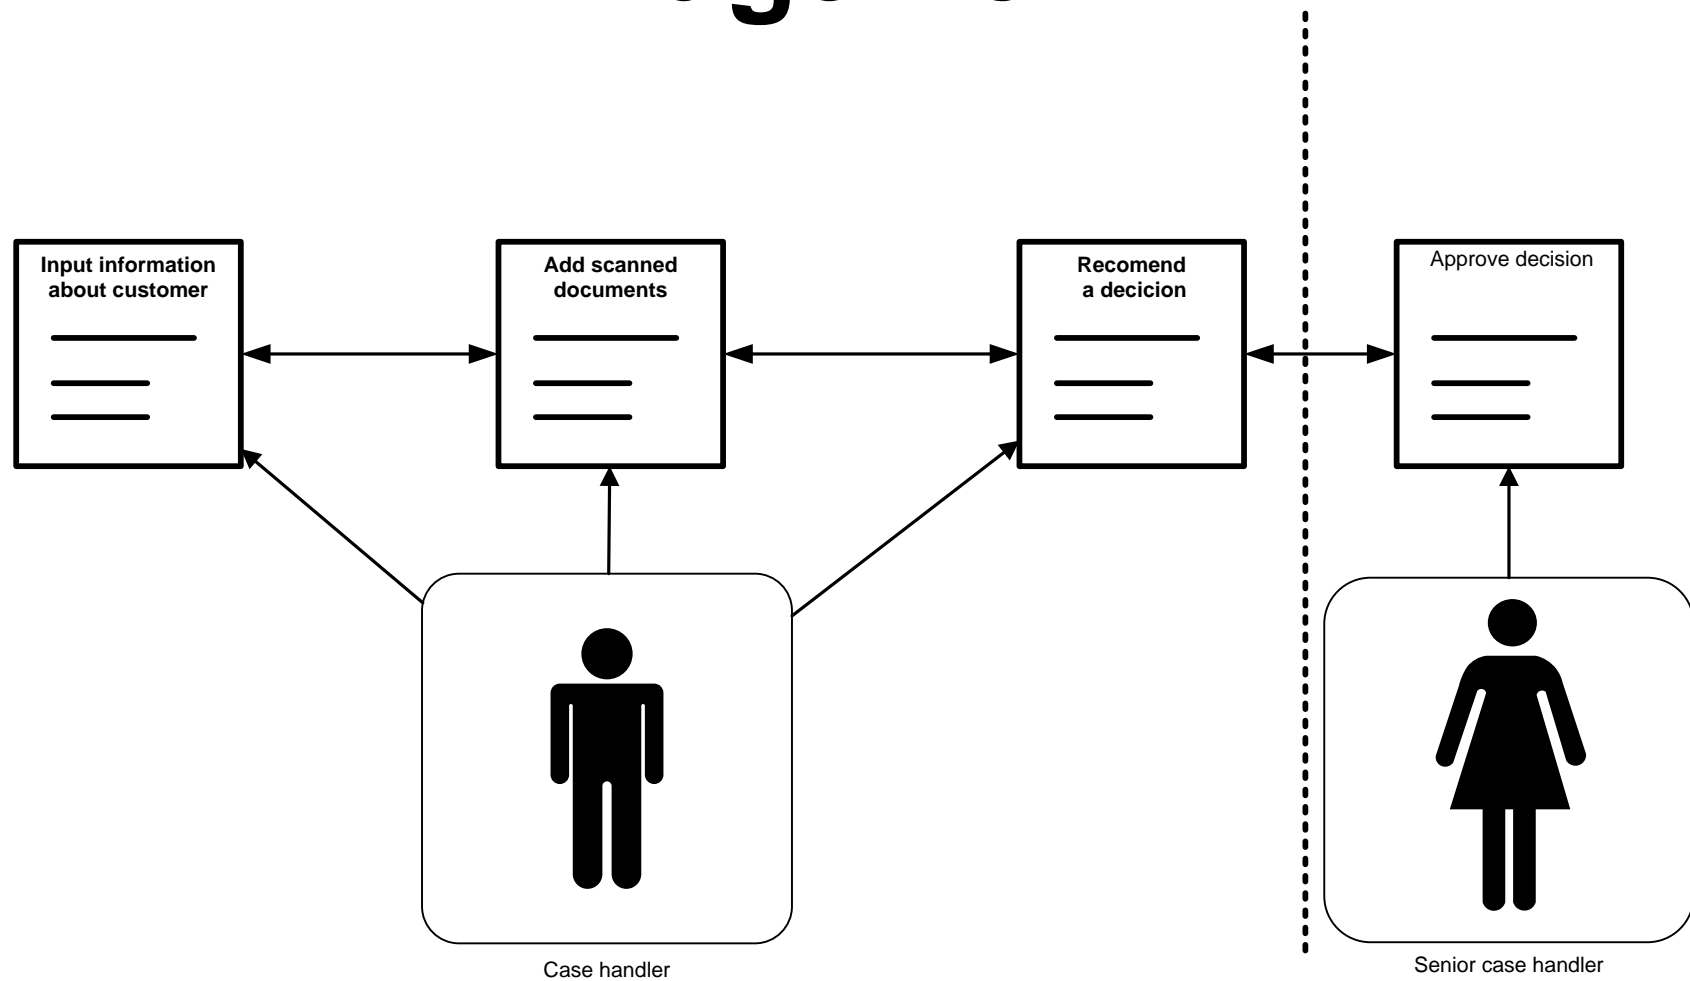 Input information
about customer
Add scanned
documents
Recomend
a decicion
Approve decision
Case handler
Senior case handler